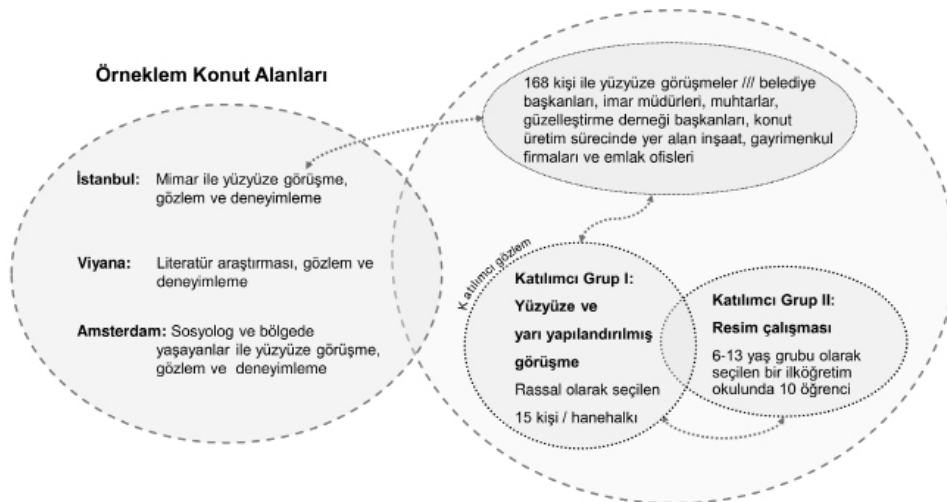 Örneklem Konut Alanları
İstanbul: Mimar ile yüzyüze görüşme,
gözlem ve deneyimleme
Viyana: Literatür araştırması, gözlem ve
deneyimleme
Amsterdam: Sosyolog ve bölgede
yaşayanlar ile yüzyüze görüşme,
gözlem ve deneyimleme
168 kişi ile yüzyüze görüşmeler /// belediye
başkanları, imar müdürleri, muhtarlar,
güzelleştirme derneği başkanları, konut
üretim sürecinde yer alan inşaat, gayrimenkul
firmaları ve emlak ofisleri
K atılımcı gözlem
Katılımcı Grup I:
Yüzyüze ve
yarı yapılandırılmış
görüşme
Rassal olarak seçilen
15 kişi / hanehalkı
Katılımcı Grup II:
Resim çalışması
6-13 yaş grubu olarak
seçilen bir ilköğretim
okulunda 10 öğrenci